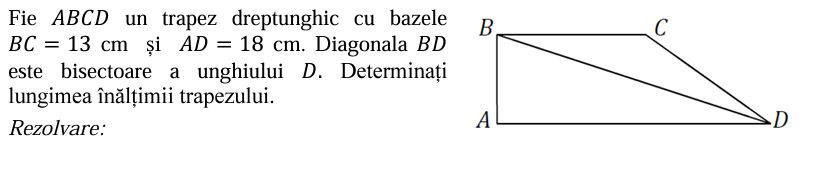 Fie ABCD un trapez dreptunghic cu bazele
BC = 13 cm și AD = 18 cm. Diagonala BD
este bisectoare a unghiului D. Determinați
lungimea înălțimii trapezului.
Rezolvare:
B
C
A
D